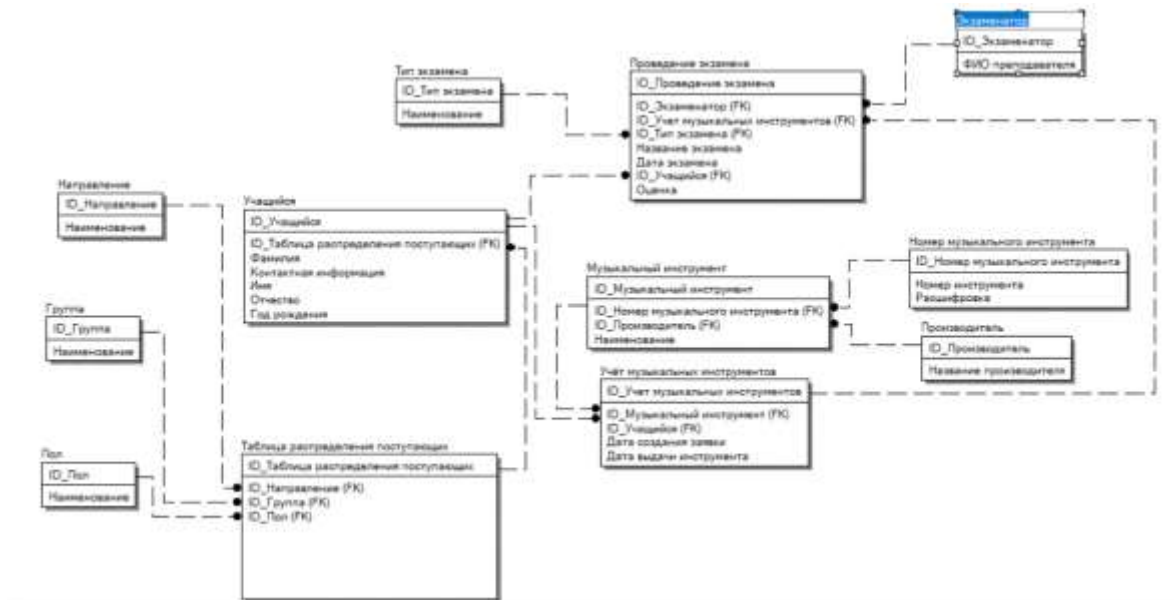 Экзаменатор
ID_Экзаменатор
ФИО преподавателя
Тип экзамена
ID_Тип экзамена
Наименование
Проведение экзамена
ID_Проведение экзамена
ID_Экзаменатор (FK)
ID_Учет музыкальных инструментов (FK)
ID_Тип экзамена (FK)
Название экзамена
Дата экзамена
ID_Учащийся (FK)
Оценка
Направление
ID_Направление
Наименование
Учащийся
ID_Учащийся
ID_Таблица распределения поступающих (FK)
Фамилия
Контактная информация
Имя
Отчество
Год рождения
Номер музыкального инструмента
ID_Номер музыкального инструмента
Номер инструмента
Расшифровка
Музыкальный инструмент
ID_Музыкальный инструмент
ID_Номер музыкального инструмента (FK)
ID_Производитель (FK)
Наименование
Группа
ID_Группа
Наименование
Производитель
ID_Производитель
Название производителя
Учёт музыкальных инструментов
ID_Учет музыкальных инструментов
ID_Музыкальный инструмент (FK)
ID_Учащийся (FK)
Дата создания заявки
Дата выдачи инструмента
Пол
ID_Пол
Наименование
Таблица распределения поступающих
ID_Таблица распределения поступающих
ID_Направление (FK)
ID_Группа (FK)
ID_Пол (FK)